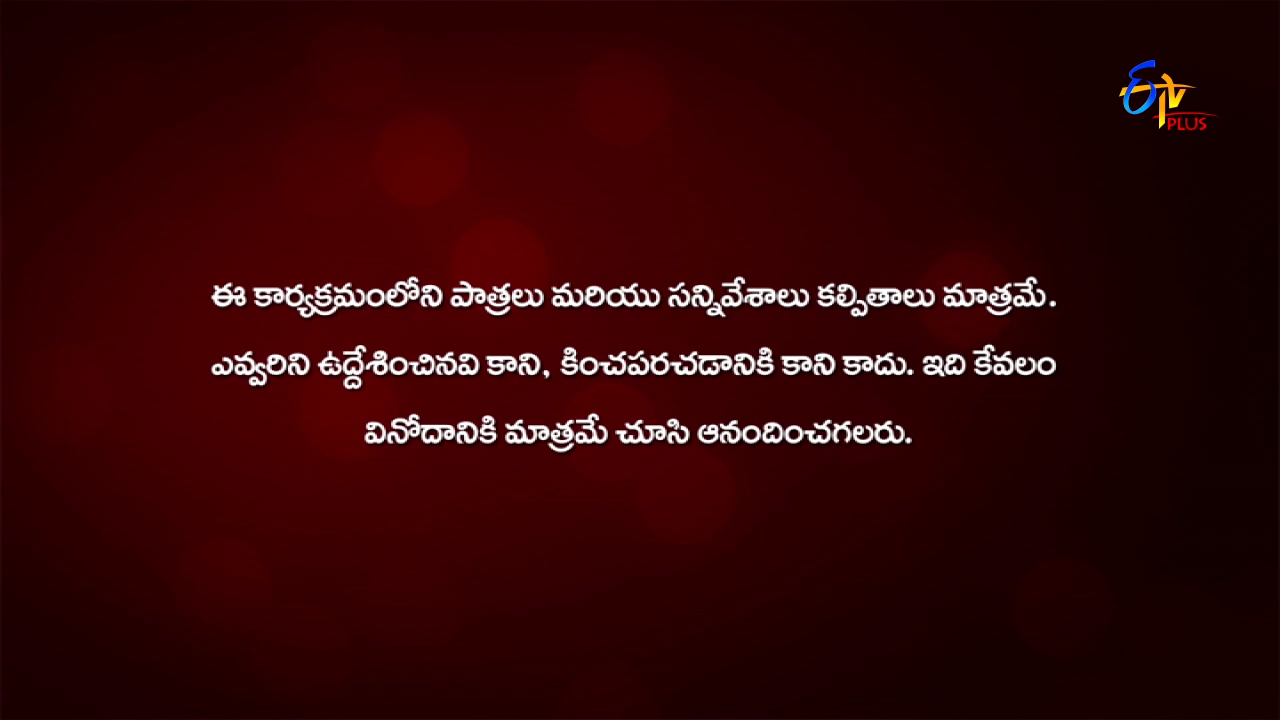 ETV
PLUS
ఈ కార్యక్రమంలోని పాత్రలు మరియు సన్నివేశాలు కల్పితాలు మాత్రమే.
ఎవ్వరిని ఉద్దేశించినవి కాని, కించపరచడానికి కాని కాదు. ఇది కేవలం
వినోదానికి మాత్రమే చూసి ఆనందించగలరు.